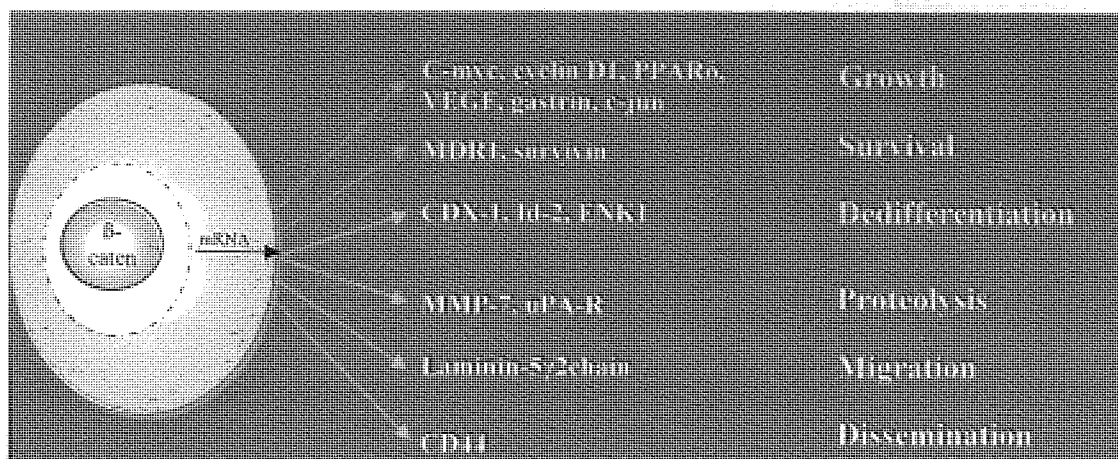 C-myc, cyclin D1, PPARδ,
VEGF, gastrin, c-jun
Growth
MDR1, survivin
Survival
CDX-1, Id-2, ENK1
Dedifferentiation
β-
caten
mRNA
MMP-7, uPA-R
Proteolysis
Laminin-5γ2chain
Migration
CD44
Dissemination